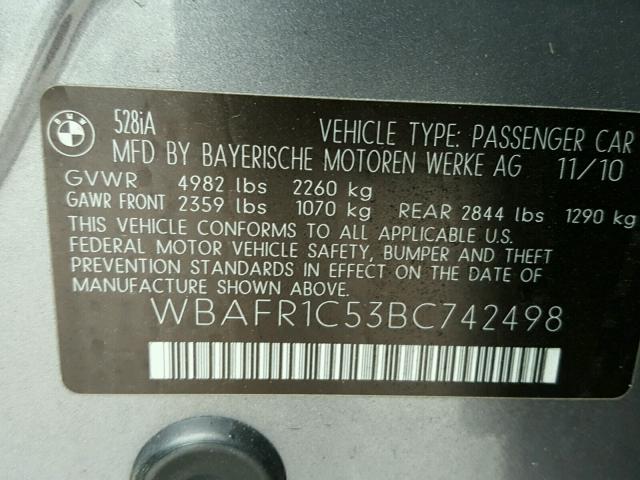 BMW
528iA VEHICLE TYPE: PASSENGER CAR
MFD BY BAYERISCHE MOTOREN WERKE AG 11/10
GVWR 4982 lbs 2260 kg
GAWR FRONT 2359 lbs 1070 kg REAR 2844 lbs 1290 kg
THIS VEHICLE CONFORMS TO ALL APPLICABLE U.S.
FEDERAL MOTOR VEHICLE SAFETY, BUMPER AND THEFT
PREVENTION STANDARDS IN EFFECT ON THE DATE OF
MANUFACTURE SHOWN ABOVE.
WBAFR1C53BC742498